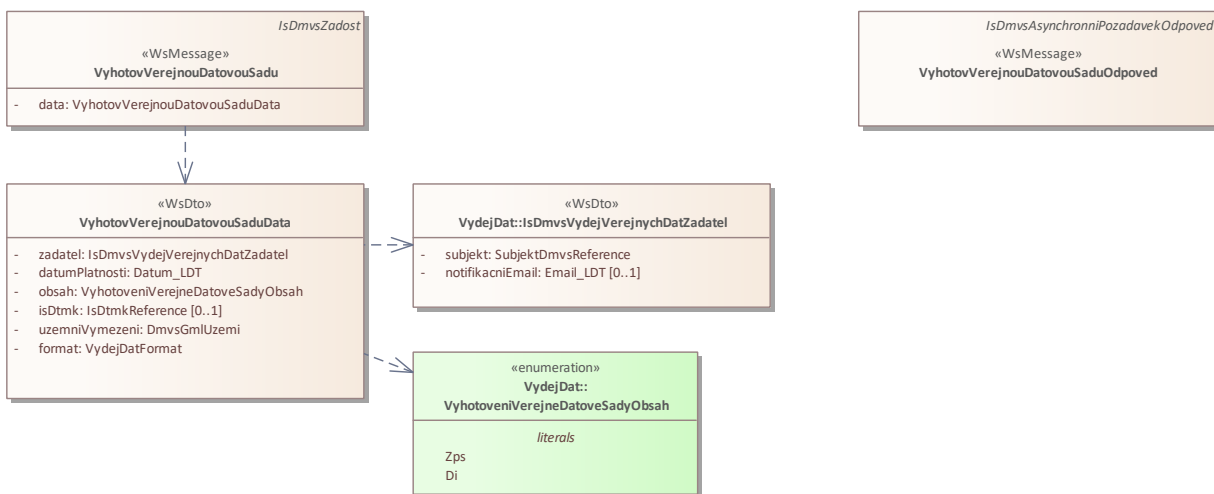 IsDmvsZadost
«WsMessage»
VyhotovVerejnouDatovouSadu
- data: VyhotovVerejnouDatovouSaduData
IsDmvsAsynchronniPozadavekOdpoved
«WsMessage»
VyhotovVerejnouDatovouSaduOdpoved
«WsDto»
VyhotovVerejnouDatovouSaduData
- zadatel: IsDmvsVydejVerejnychDatZadatel
- datumPlatnosti: Datum_LDT
- obsah: VyhotoveniVerejneDatoveSadyObsah
- isDtmk: IsDtmkReference [0..1]
- uzemniVymezeni: DmvsGmlUzemi
- format: VydejDatFormat
«WsDto»
VydejDat::IsDmvsVydejVerejnychDatZadatel
- subjekt: SubjektDmvsReference
- notifikacniEmail: Email_LDT [0..1]
«enumeration»
VydejDat::
VyhotoveniVerejneDatoveSadyObsah
literals
Zps
Di